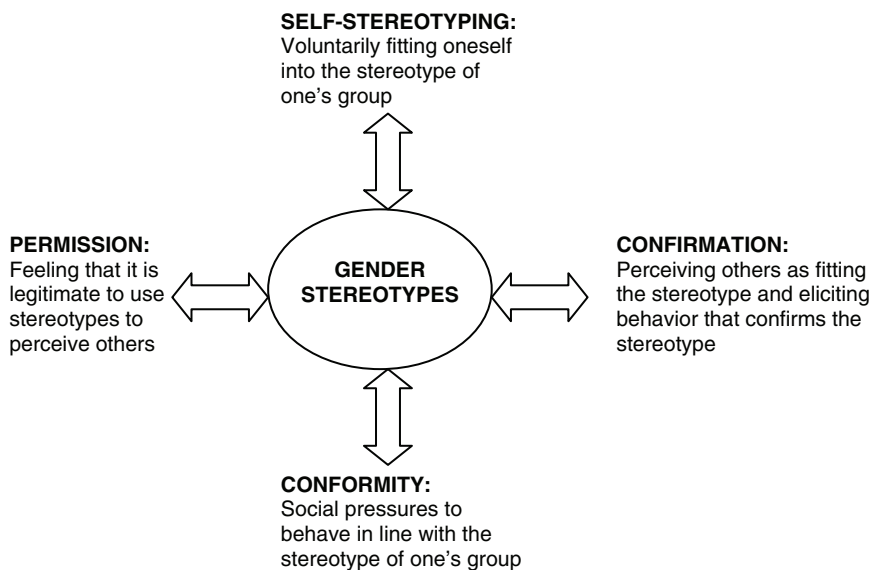 SELF-STEREOTYPING:
Voluntarily fitting oneself
into the stereotype of
one's group
PERMISSION:
Feeling that it is
legitimate to use
stereotypes to
perceive others
GENDER
STEREOTYPES
CONFIRMATION:
Perceiving others as fitting
the stereotype and eliciting
behavior that confirms the
stereotype
CONFORMITY:
Social pressures to
behave in line with the
stereotype of one's group